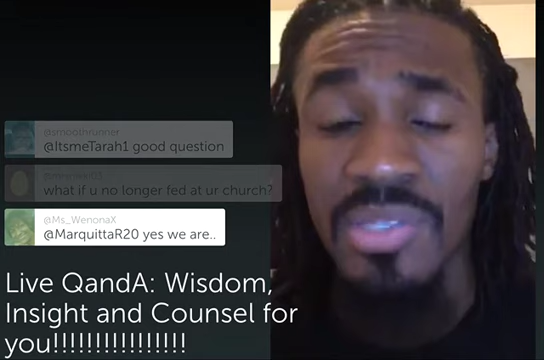 @smoothrunner
@ItsmeTarah1 good question
what if u no longer fed at ur church?
@Ms_WenonaX
@MarquittaR20 yes we are..
Live QandA: Wisdom,
Insight and Counsel for
you!!!!!!!!!!!!!!!!